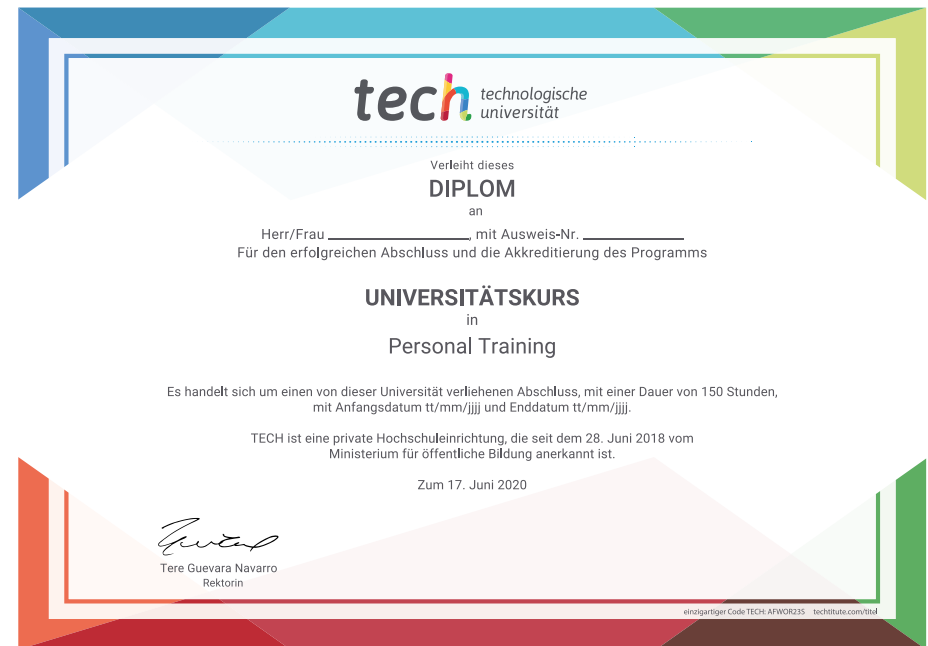 tech technologische
universität
Verleiht dieses
DIPLOM
an
Herr/Frau ____________, mit Ausweis-Nr. ____________
Für den erfolgreichen Abschluss und die Akkreditierung des Programms
UNIVERSITÄTSKURS
in
Personal Training
Es handelt sich um einen von dieser Universität verliehenen Abschluss, mit einer Dauer von 150 Stunden,
mit Anfangsdatum tt/mm/jjjj und Enddatum tt/mm/jjjj.
TECH ist eine private Hochschuleinrichtung, die seit dem 28. Juni 2018 vom
Ministerium für öffentliche Bildung anerkannt ist.
Zum 17. Juni 2020
Tere Guevara Navarro
Rektorin
einzigartiger Code TECH: AFWOR23S techtitute.com/titel